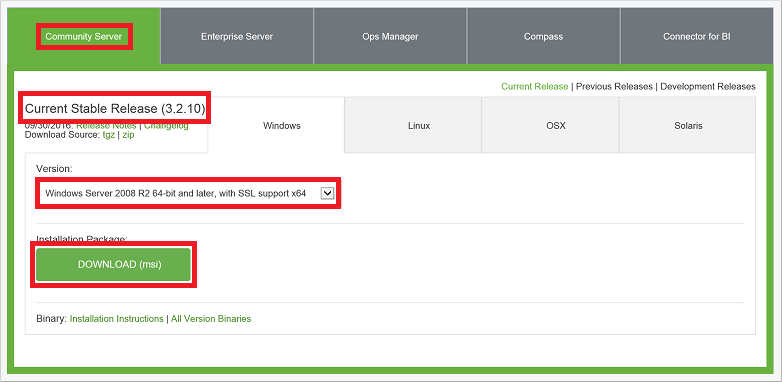 Community Server
Enterprise Server
Ops Manager
Compass
Connector for BI
Current Release | Previous Releases | Development Releases
Current Stable Release (3.2.10)
09/30/2016: Release Notes | Changelog
Download Source: tgz | zip
Windows
Linux
OSX
Solaris
Version:
Windows Server 2008 R2 64-bit and later, with SSL support x64
Installation Package:
DOWNLOAD (msi)
Binary: Installation Instructions | All Version Binaries